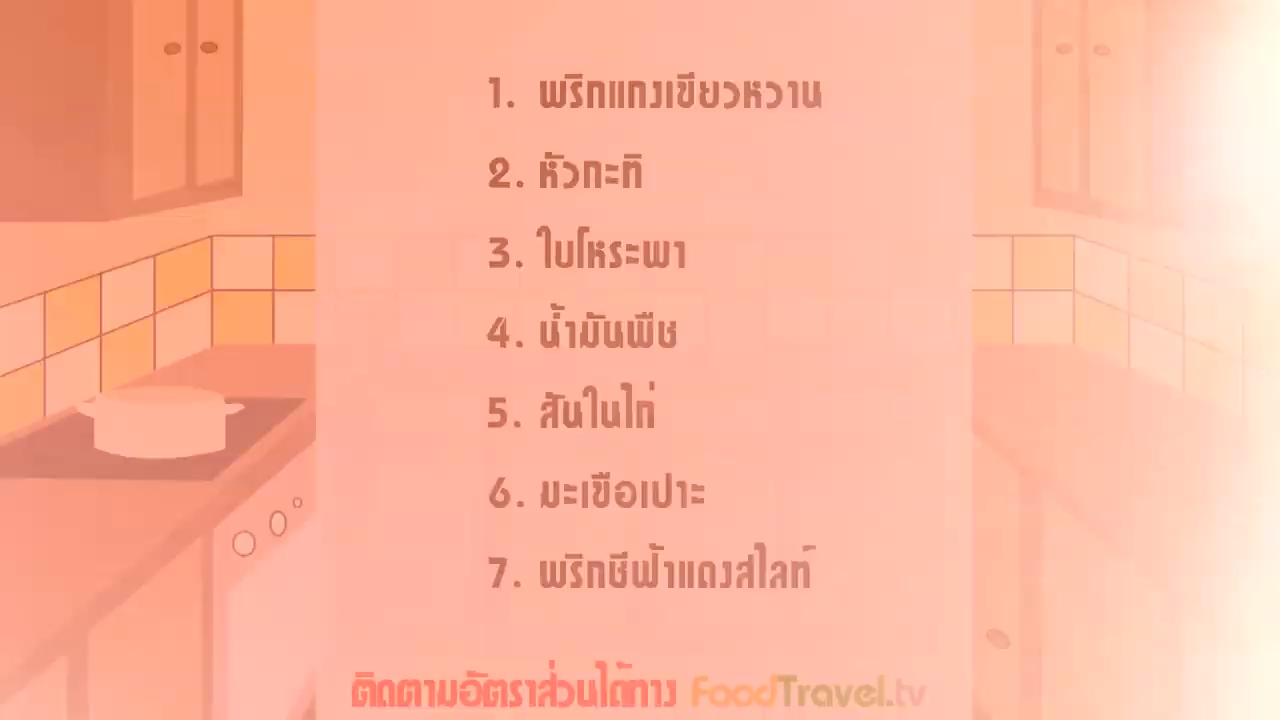 1. พริกแกงเขียวหวาน
2. หัวกะทิ
3. ใบโหระพา
4. น้ำมันพืช
5. สันในไก่
6. มะเขือเปาะ
7. พริกชี้ฟ้าแดงสไลท์
ติดตามอัตราส่วนได้ทาง FoodTravel.tv